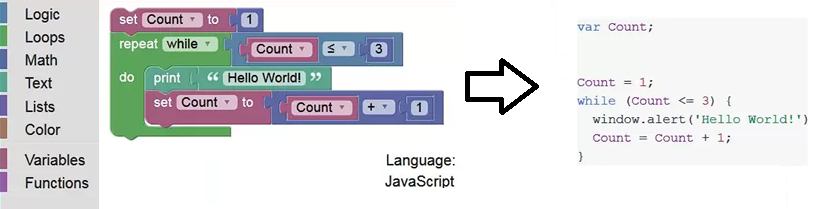 Logic
Loops
Math
Text
Lists
Color
Variables
Functions
set Count to 1
repeat while Count ≤ 3
do print “ Hello World! ”
set Count to Count + 1
Language:
JavaScript
var Count;
Count = 1;
while (Count <= 3) {
window.alert('Hello World!')
Count = Count + 1;
}